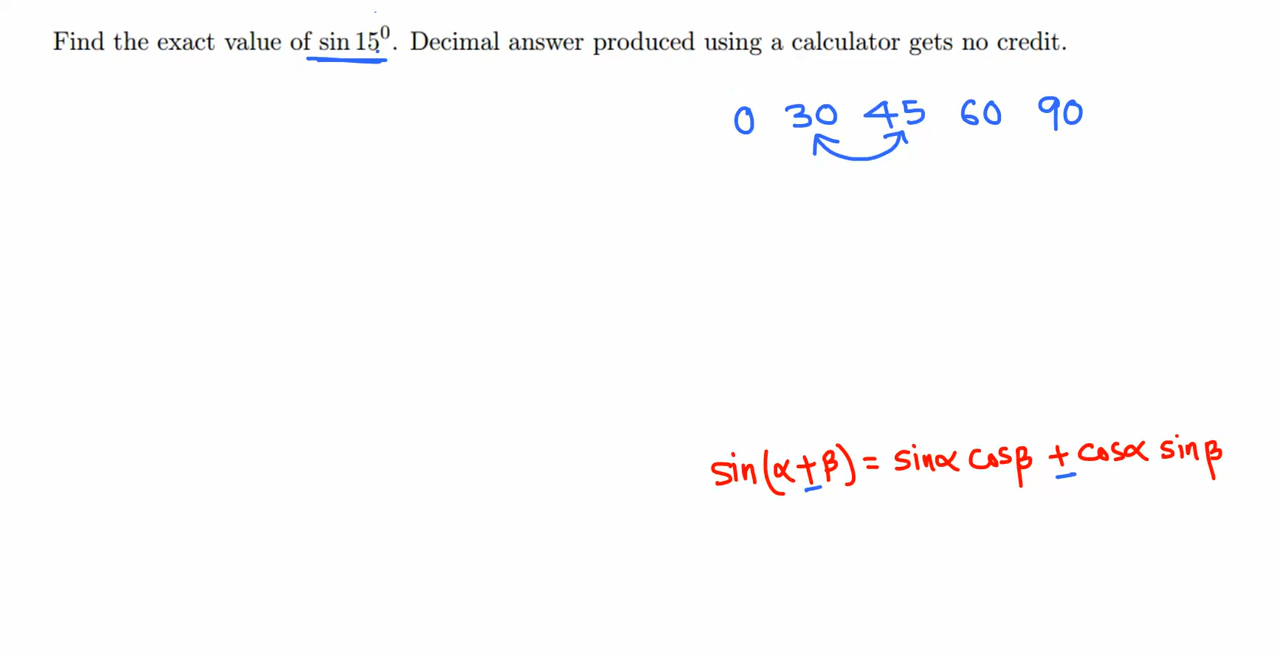 Find the exact value of sin 15⁰. Decimal answer produced using a calculator gets no credit.
0 30 45 60 90
sin(α ± β) = sinα cosβ ± cosα sinβ